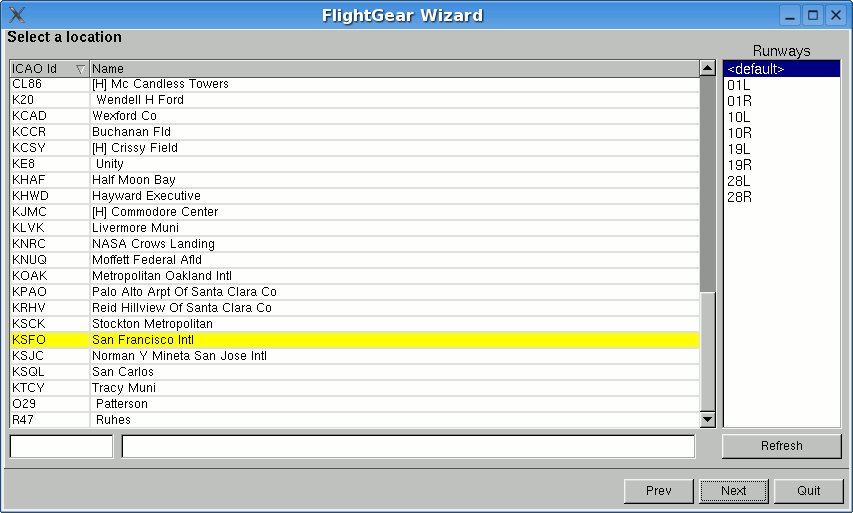 FlightGear Wizard
Select a location
Runways
ICAO Id Name
CL86 [H] Mc Candless Towers
K20 Wendell H Ford
KCAD Wexford Co
KCCR Buchanan Fld
KCSY [H] Crissy Field
KE8 Unity
KHAF Half Moon Bay
KHWD Hayward Executive
KJMC [H] Commodore Center
KLVK Livermore Muni
KNRC NASA Crows Landing
KNUQ Moffett Federal Afld
KOAK Metropolitan Oakland Intl
KPAO Palo Alto Arpt Of Santa Clara Co
KRHV Reid Hillview Of Santa Clara Co
KSCK Stockton Metropolitan
KSFO San Francisco Intl
KSJC Norman Y Mineta San Jose Intl
KSQL San Carlos
KTCY Tracy Muni
O29 Patterson
R47 Ruhes
<default>
01L
01R
10L
10R
19L
19R
28L
28R
Refresh
Prev Next Quit